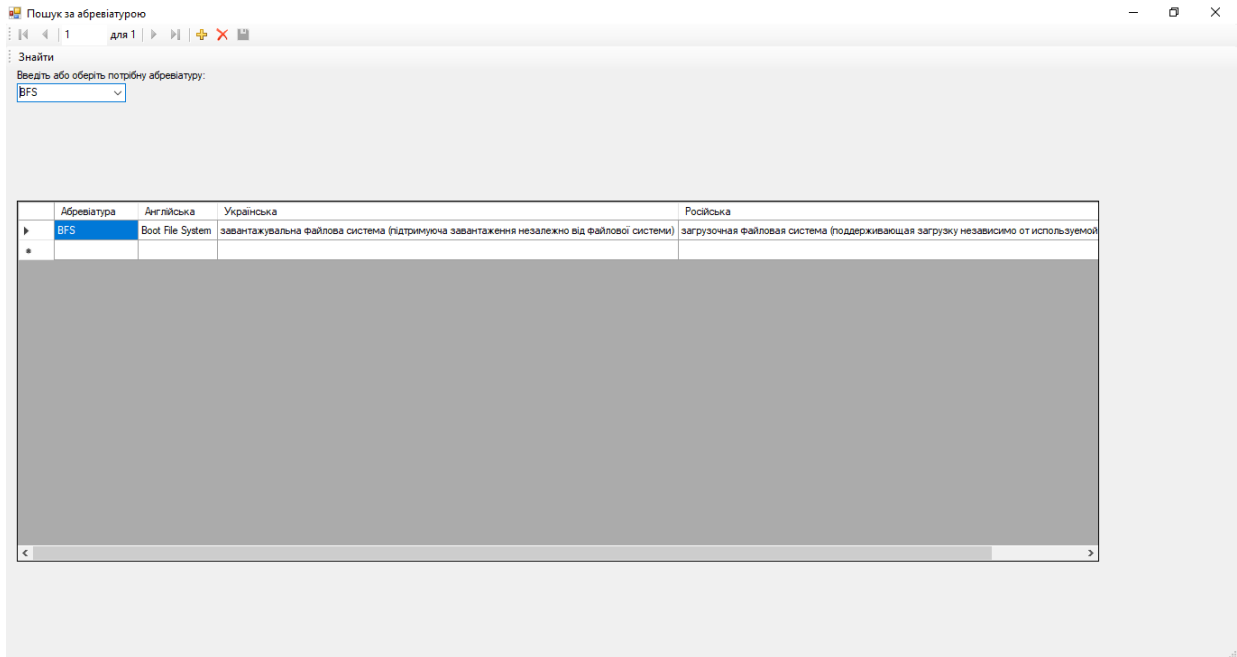 Пошук за абревіатурою
1 для 1
Знайти
Введіть або оберіть потрібну абревіатуру:
BFS
Абревіатура Англійська Українська Російська
BFS Boot File System завантажувальна файлова система (підтримуюча завантаження незалежно від файлової системи) загрузочная файловая система (поддерживающая загрузку независимо от используемой